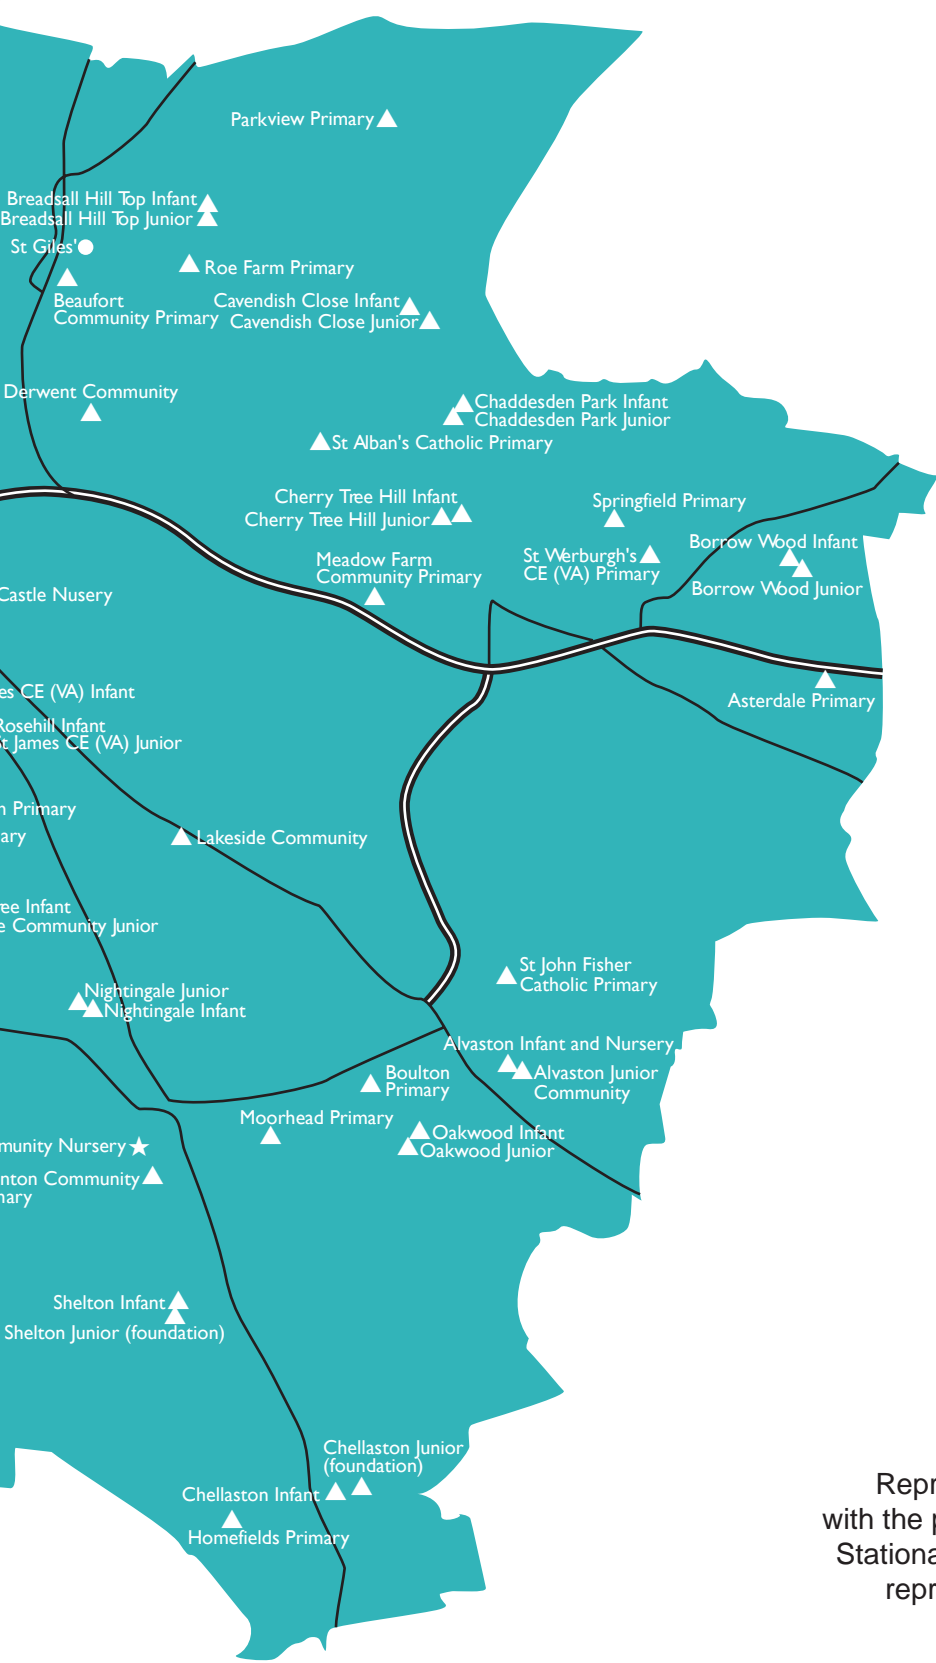 Parkview Primary
Breadsall Hill Top Infant
Breadsall Hill Top Junior
St Giles'
Roe Farm Primary
Beaufort
Community Primary
Cavendish Close Infant
Cavendish Close Junior
Derwent Community
Chaddesden Park Infant
Chaddesden Park Junior
St Alban's Catholic Primary
Cherry Tree Hill Infant
Cherry Tree Hill Junior
Springfield Primary
Borrow Wood Infant
Borrow Wood Junior
St Werburgh's
CE (VA) Primary
Meadow Farm
Community Primary
Castle Nusery
Asterdale Primary
es CE (VA) Infant
Rosehill Infant
St James CE (VA) Junior
n Primary
ary
Lakeside Community
ree Infant
e Community Junior
St John Fisher
Catholic Primary
Nightingale Junior
Nightingale Infant
Alvaston Infant and Nursery
Alvaston Junior
Community
Boulton
Primary
Moorhead Primary
Oakwood Infant
Oakwood Junior
munity Nursery
nton Community
mary
Shelton Infant
Shelton Junior (foundation)
Chellaston Junior
(foundation)
Chellaston Infant
Homefields Primary
Repr
with the p
Stationa
repr